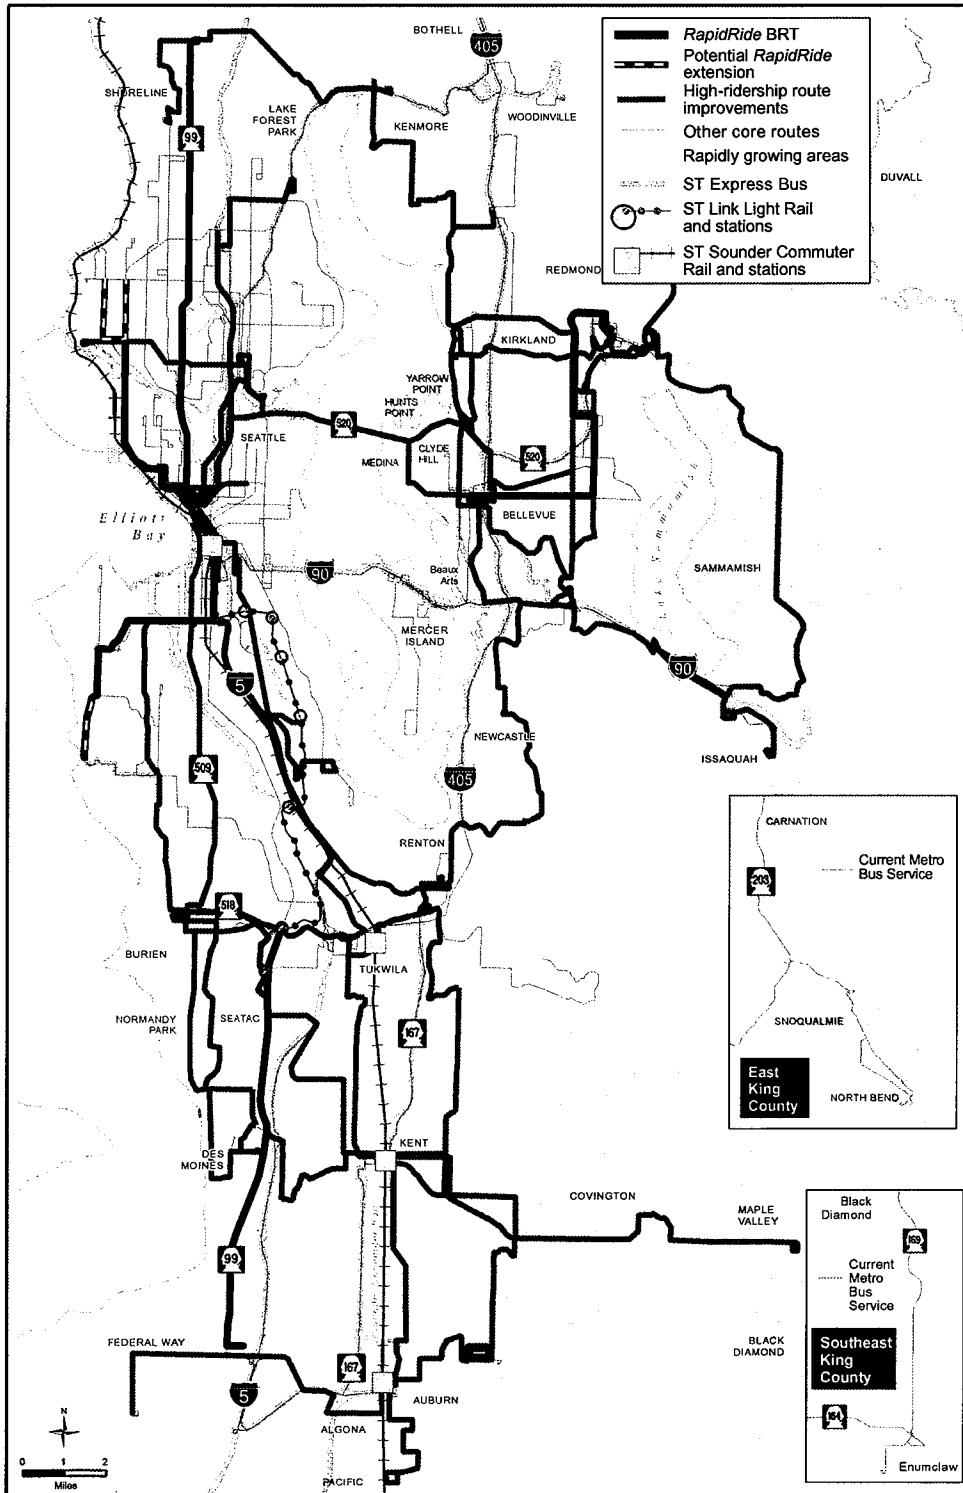 BOTHELL
405
RapidRide BRT
Potential RapidRide
extension
High-ridership route
improvements
Other core routes
Rapidly growing areas
ST Express Bus
ST Link Light Rail
and stations
ST Sounder Commuter
Rail and stations
SHORELINE
LAKE
FOREST
PARK
KENMORE
WOODINVILLE
99
DUVALL
REDMOND
KIRKLAND
YARROW
POINT
HUNTS
POINT
520
SEATTLE
CLYDE
HILL
MEDINA
520
BELLEVUE
Elliott
Bay
Lake Sammamish
90
Beaux
Arts
SAMMAMISH
MERCER
ISLAND
5
90
NEWCASTLE
ISSAQUAH
509
405
RENTON
CARNATION
Current Metro
Bus Service
203
518
BURIEN
TUKWILA
NORMANDY
PARK
SEATAC
167
SNOQUALMIE
East
King
County
NORTH BEND
KENT
DES
MOINES
COVINGTON
MAPLE
VALLEY
Black
Diamond
169
Current
Metro
Bus
Service
99
FEDERAL WAY
BLACK
DIAMOND
Southeast
King
County
167
5
AUBURN
164
ALGONA
Enumclaw
N
0 1 2
Miles
PACIFIC